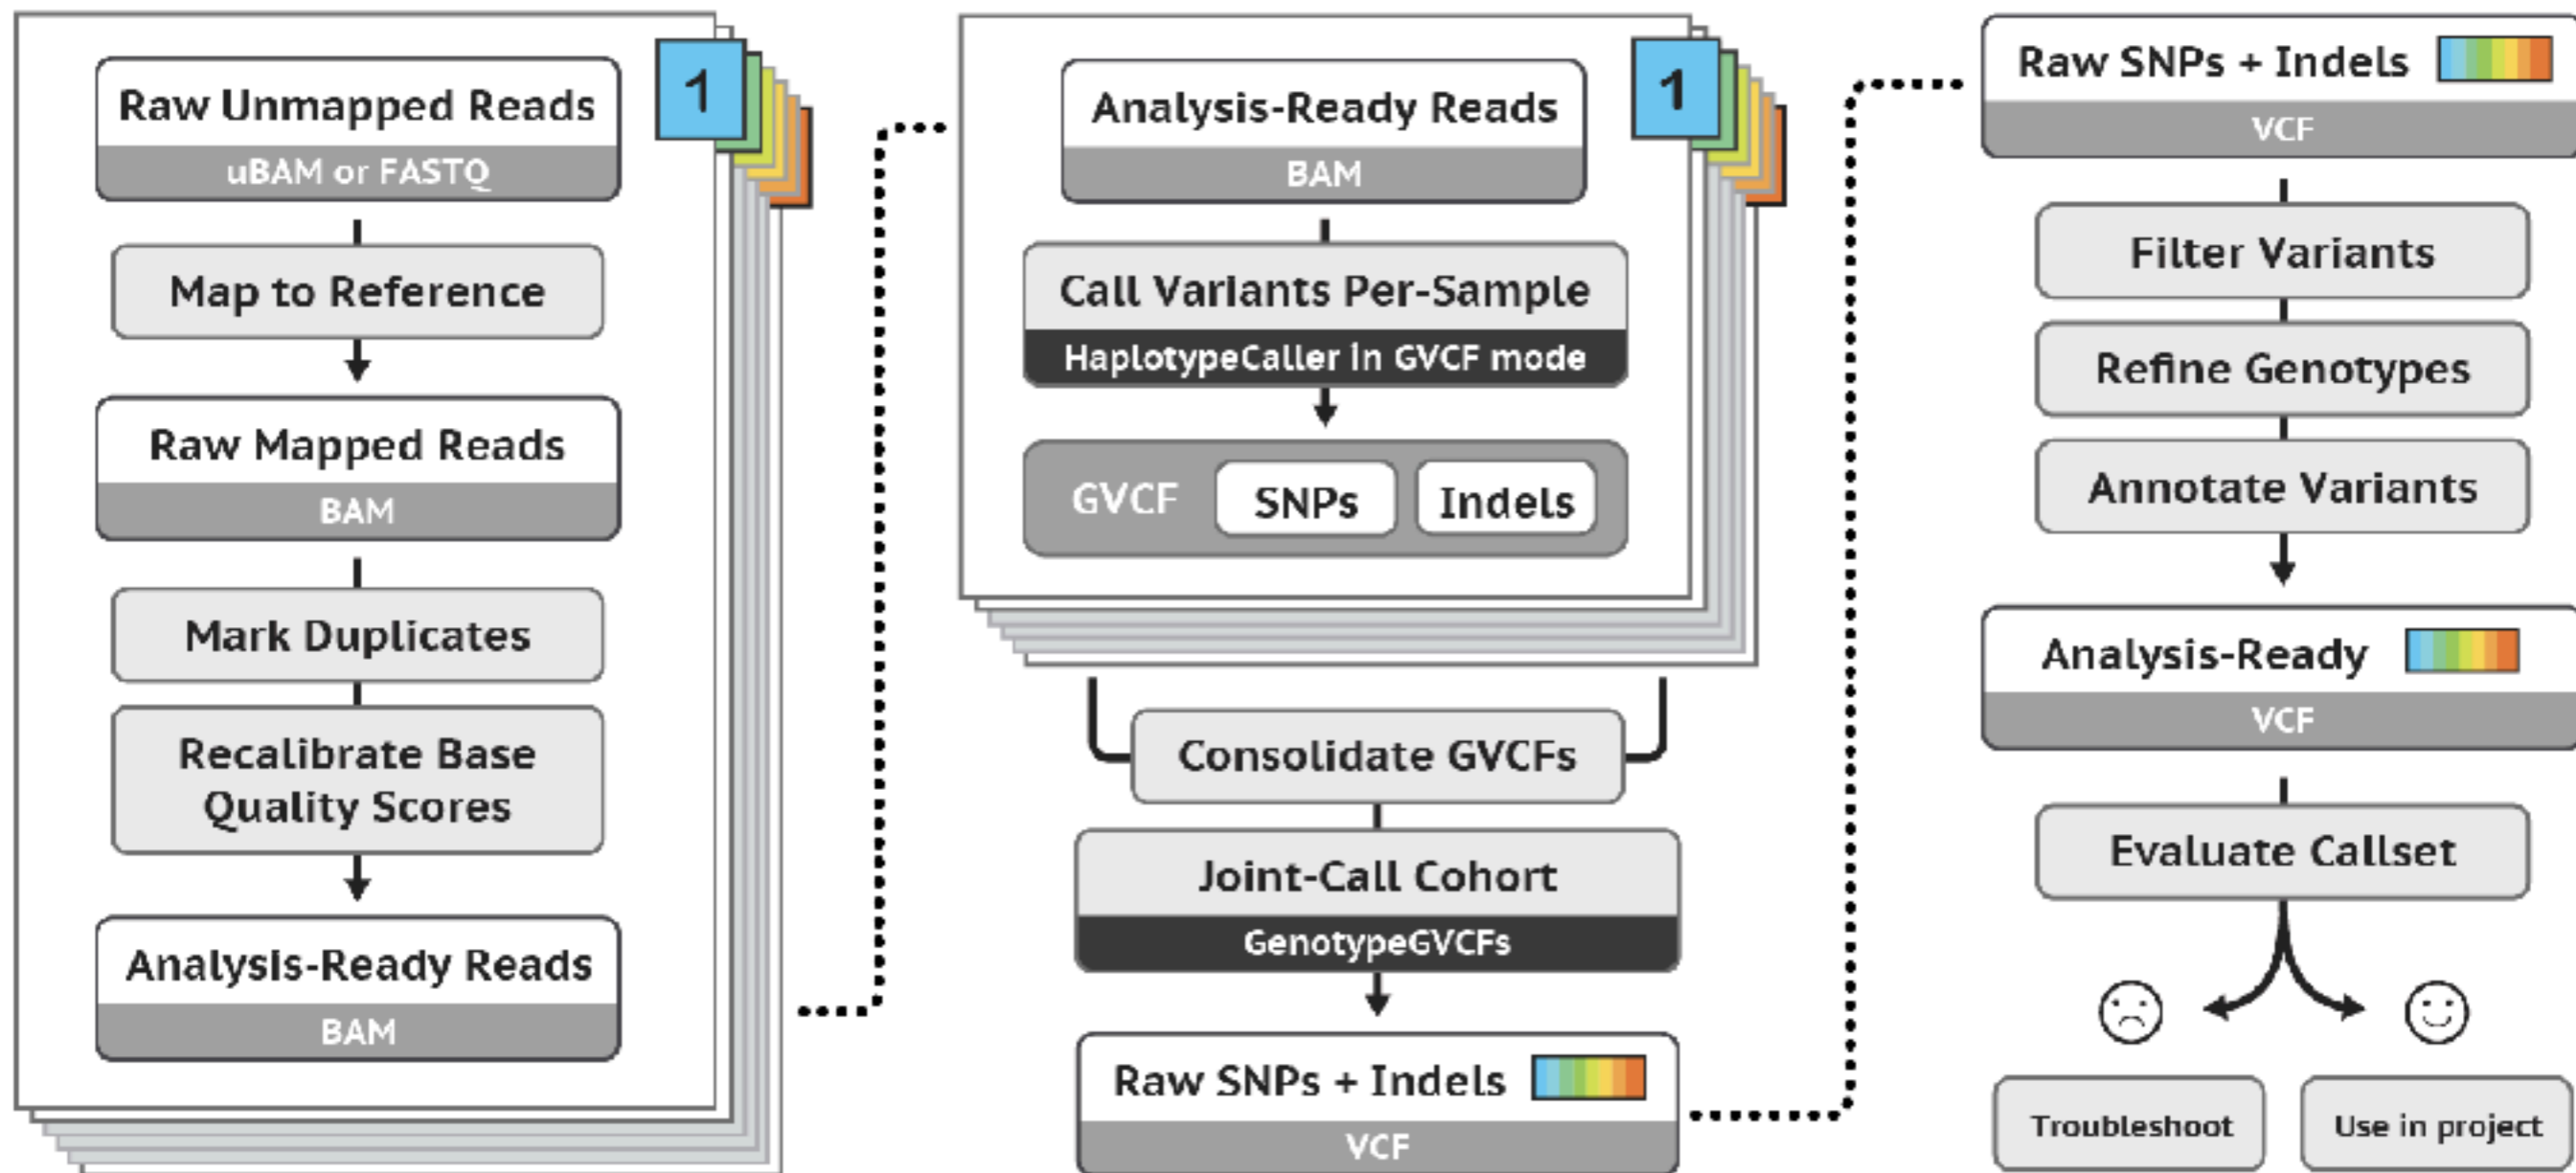 1
Raw Unmapped Reads
uBAM or FASTQ
Map to Reference
Raw Mapped Reads
BAM
Mark Duplicates
Recalibrate Base
Quality Scores
Analysis-Ready Reads
BAM
1
Analysis-Ready Reads
BAM
Call Variants Per-Sample
HaplotypeCaller in GVCF mode
GVCF SNPs Indels
Consolidate GVCFs
Joint-Call Cohort
GenotypeGVCFs
Raw SNPs + Indels
VCF
Raw SNPs + Indels
VCF
Filter Variants
Refine Genotypes
Annotate Variants
Analysis-Ready
VCF
Evaluate Callset
Troubleshoot
Use in project